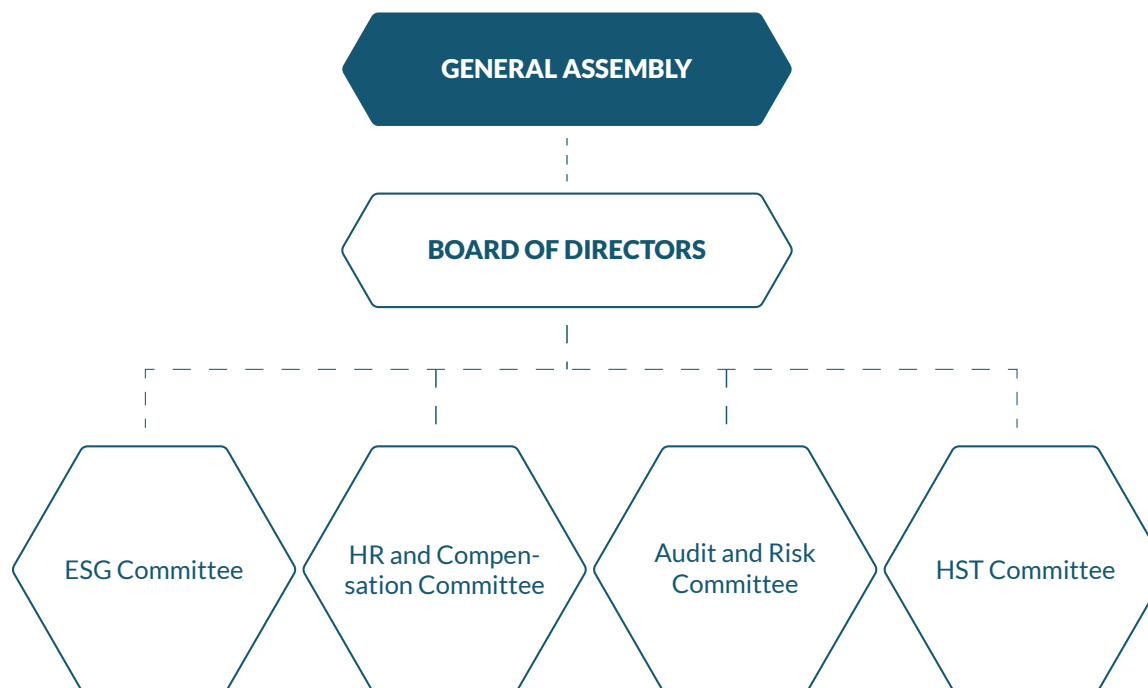 GENERAL ASSEMBLY
BOARD OF DIRECTORS
ESG Committee
HR and Compen-
sation Committee
Audit and Risk
Committee
HST Committee